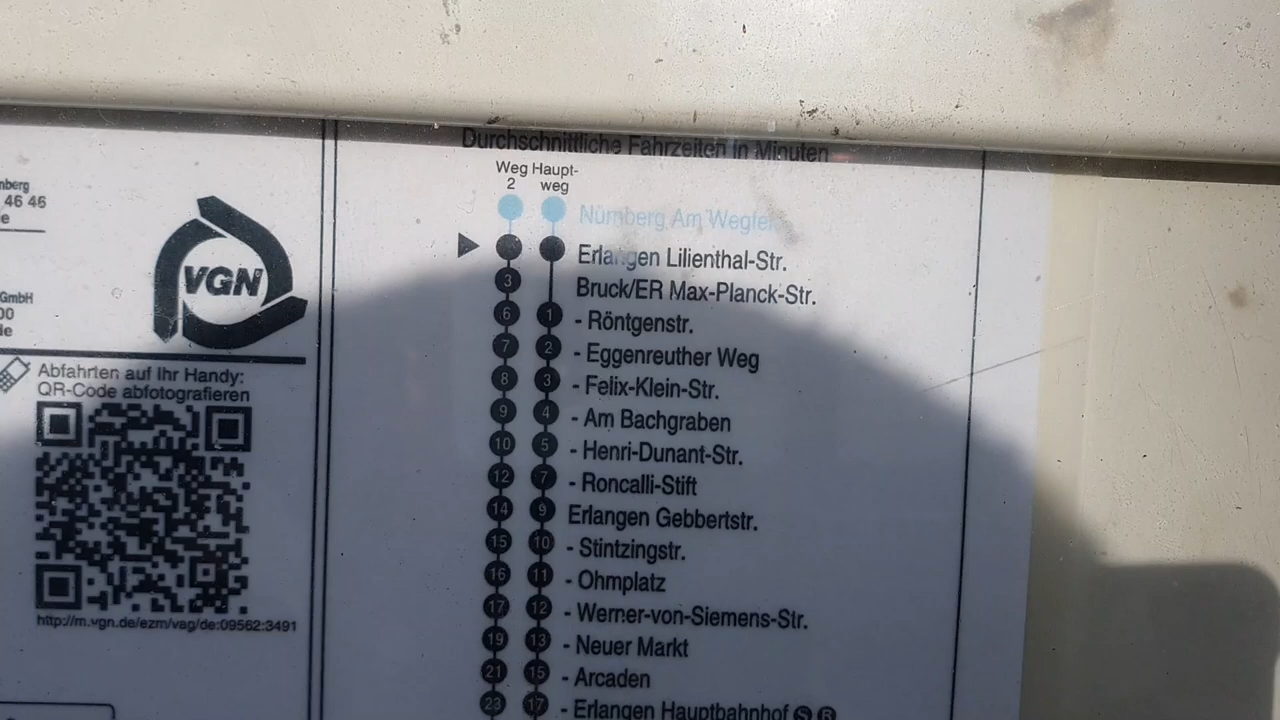 Durchschnittliche Fahrzeiten in Minuten
Weg Haupt-
2 weg
Nürnberg Am
Erlangen Lilienthal-Str.
3 Bruck/ER Max-Planck-Str.
6 1 - Röntgenstr.
7 2 - Eggenreuther Weg
8 3 - Felix-Klein-Str.
9 4 - Am Bachgraben
10 5 - Henri-Dunant-Str.
12 7 - Roncalli-Stift
14 9 Erlangen Gebbertstr.
15 10 - Stintzingstr.
16 11 - Ohmplatz
17 12 - Werner-von-Siemens-Str.
19 13 - Neuer Markt
21 15 - Arcaden
23 17 - Erlangen Hauptbahnhof S R
46 46
GmbH
VGN
Abfahrten auf Ihr Handy:
QR-Code abfotografieren
http://m.vgn.de/ezm/vag/de:09562:3491